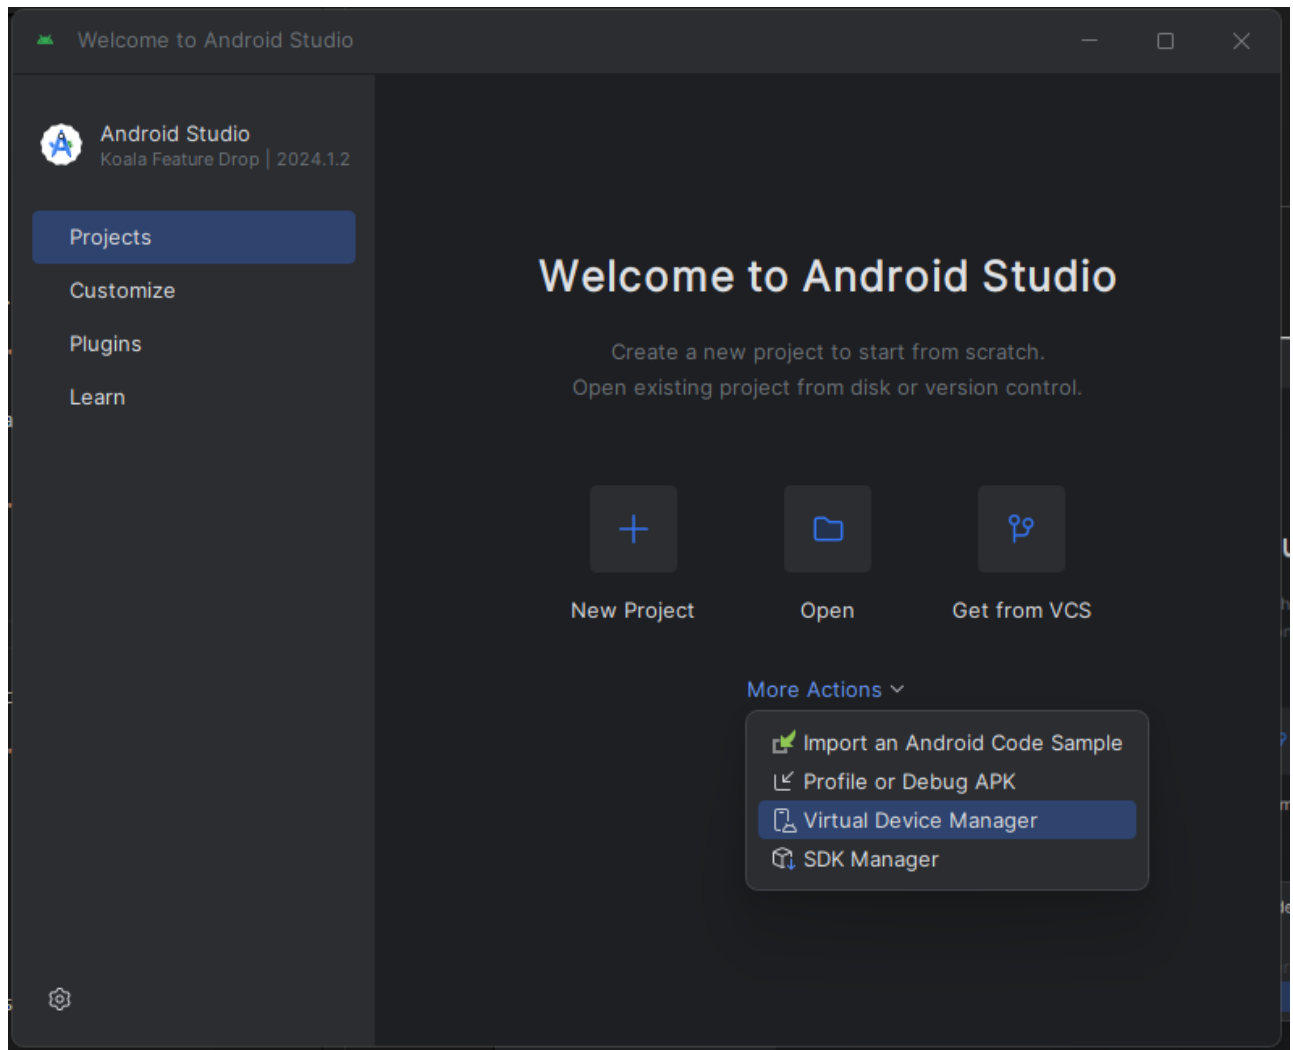 Welcome to Android Studio
Android Studio
Koala Feature Drop | 2024.1.2
Projects
Customize
Plugins
Learn
Welcome to Android Studio
Create a new project to start from scratch.
Open existing project from disk or version control.
New Project
Open
Get from VCS
More Actions
Import an Android Code Sample
Profile or Debug APK
Virtual Device Manager
SDK Manager